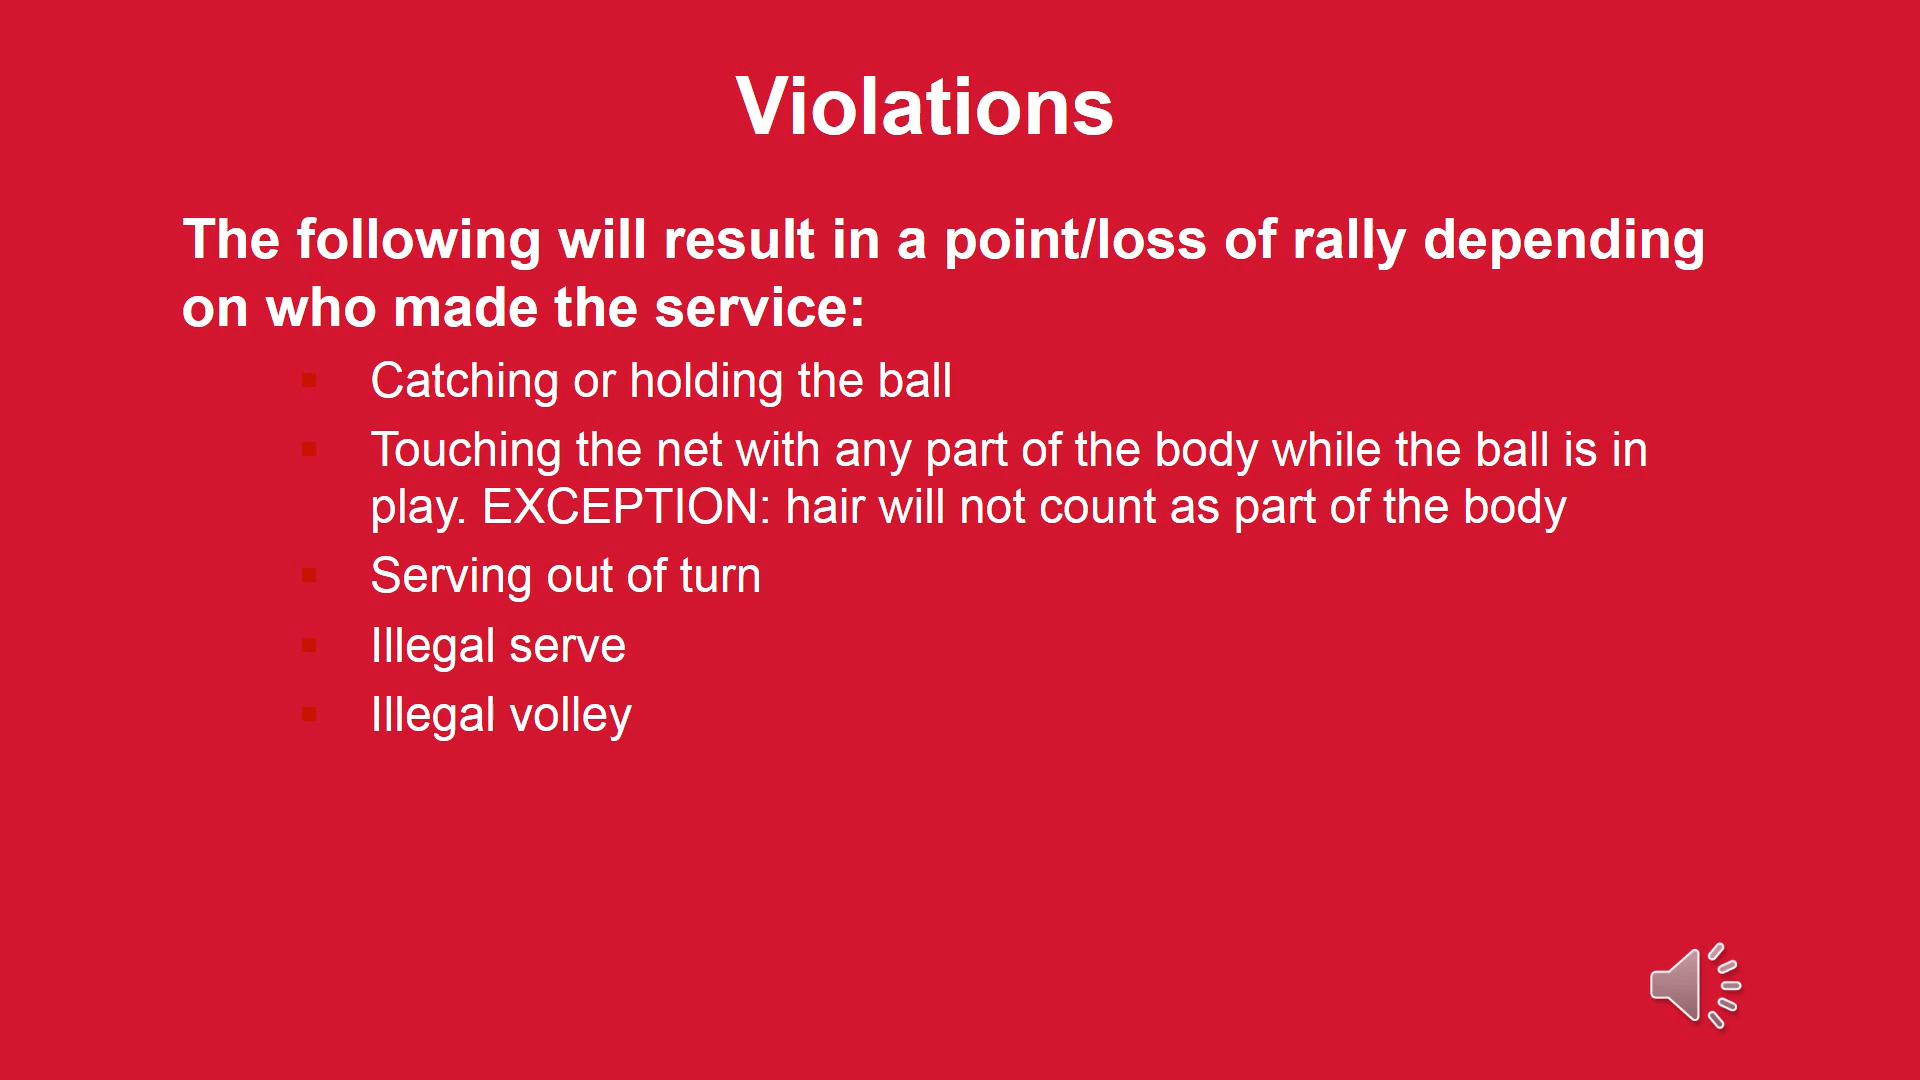 Violations
The following will result in a point/loss of rally depending
on who made the service:
Catching or holding the ball
Touching the net with any part of the body while the ball is in
play. EXCEPTION: hair will not count as part of the body
Serving out of turn
Illegal serve
Illegal volley